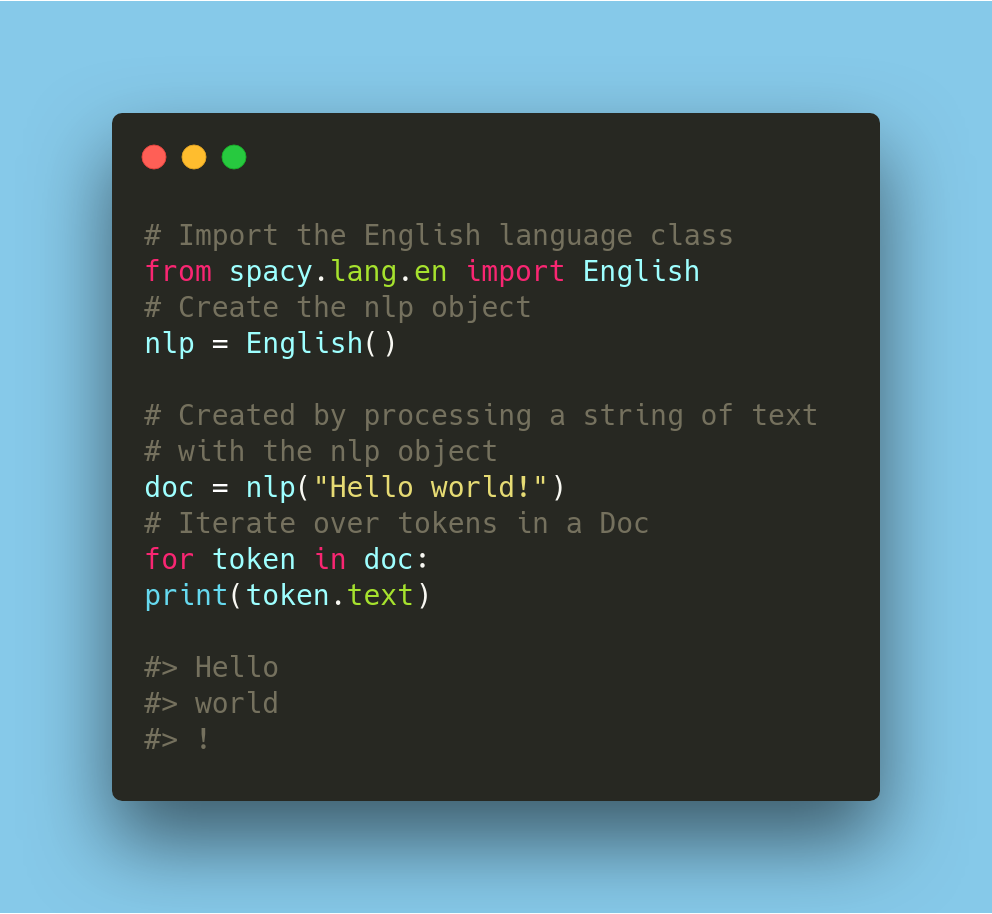 # Import the English language class
from spacy.lang.en import English
# Create the nlp object
nlp = English()
# Created by processing a string of text
# with the nlp object
doc = nlp("Hello world!")
# Iterate over tokens in a Doc
for token in doc:
print(token.text)
#> Hello
#> world
#> !